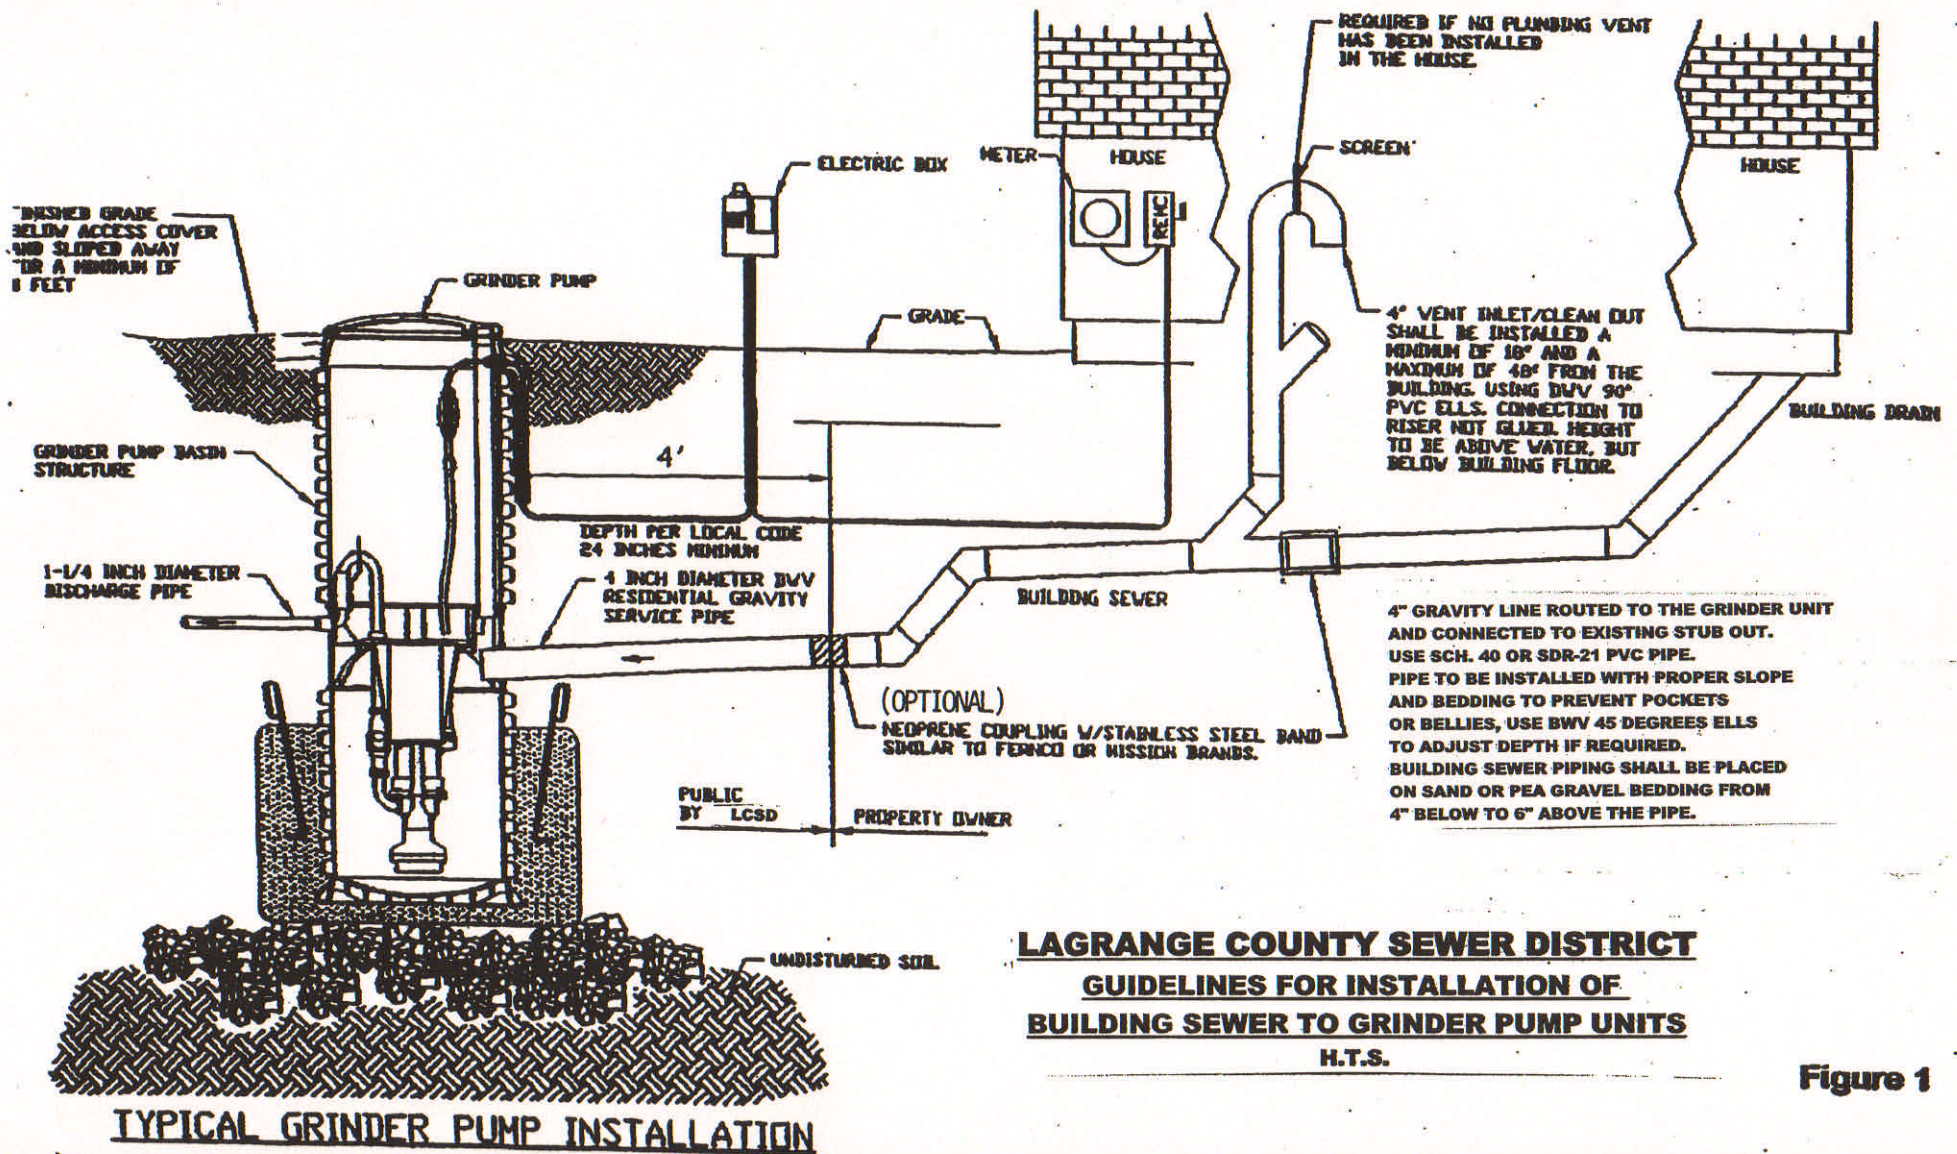 REQUIRED IF NO PLUMBING VENT
HAS BEEN INSTALLED
IN THE HOUSE.
SCREEN
HOUSE
METER
REMC
HOUSE
ELECTRIC BOX
BELOW ACCESS COVER
AND SLOPED AWAY
FEET
GRINDER PUMP
GRADE
4" VENT INLET/CLEAN OUT
SHALL BE INSTALLED A
MINIMUM OF 18" AND A
MAXIMUM OF 48" FROM THE
BUILDING. USING DWV 90°
PVC ELLS. CONNECTION TO
RISER NOT GLUED. HEIGHT
TO BE ABOVE WATER, BUT
BELOW BUILDING FLOOR.
BUILDING DRAIN
GRINDER PUMP BASIN
STRUCTURE
4'
DEPTH PER LOCAL CODE
24 INCHES MINIMUM
1-1/4 INCH DIAMETER
DISCHARGE PIPE
4 INCH DIAMETER DWV
RESIDENTIAL GRAVITY
SERVICE PIPE
BUILDING SEWER
4" GRAVITY LINE ROUTED TO THE GRINDER UNIT
AND CONNECTED TO EXISTING STUB OUT.
USE SCH. 40 OR SDR-21 PVC PIPE.
PIPE TO BE INSTALLED WITH PROPER SLOPE
AND BEDDING TO PREVENT POCKETS
OR BELLIES, USE BWV 45 DEGREES ELLS
TO ADJUST DEPTH IF REQUIRED.
BUILDING SEWER PIPING SHALL BE PLACED
ON SAND OR PEA GRAVEL BEDDING FROM
4" BELOW TO 6" ABOVE THE PIPE.
(OPTIONAL)
NEOPRENE COUPLING W/STAINLESS STEEL BAND
SIMILAR TO FERNCO OR MISSION BRANDS.
PUBLIC
BY LCSD
PROPERTY OWNER
UNDISTURBED SOIL
LAGRANGE COUNTY SEWER DISTRICT
GUIDELINES FOR INSTALLATION OF
BUILDING SEWER TO GRINDER PUMP UNITS
H.T.S.
Figure 1
TYPICAL GRINDER PUMP INSTALLATION